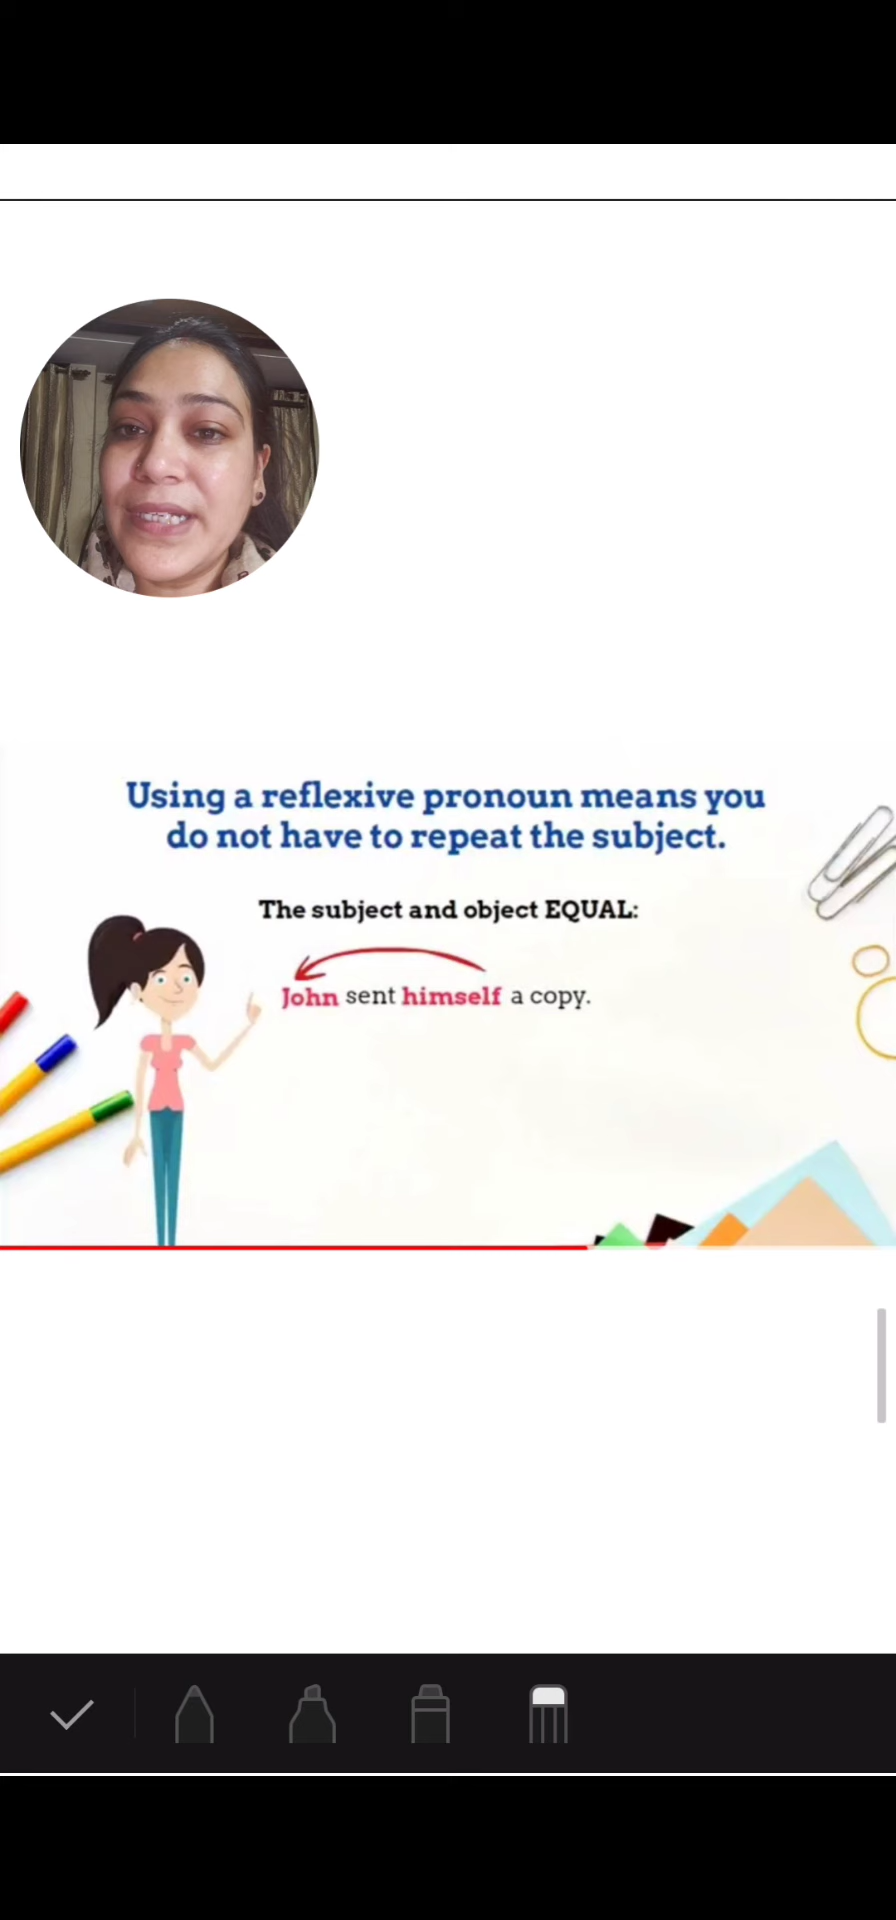 Using a reflexive pronoun means you
do not have to repeat the subject.
The subject and object EQUAL:
John sent himself a copy.